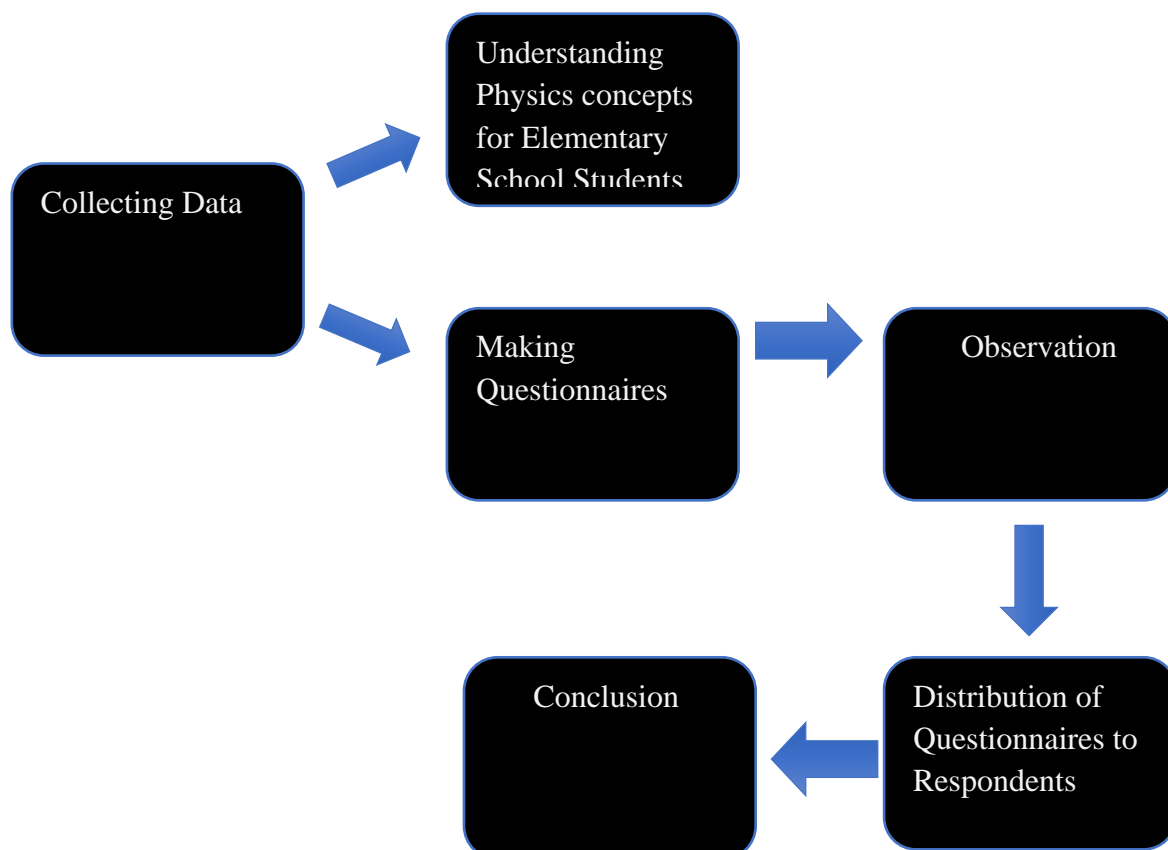 Understanding
Physics concepts
for Elementary
School Students
Collecting Data
Making
Questionnaires
Observation
Conclusion
Distribution of
Questionnaires to
Respondents